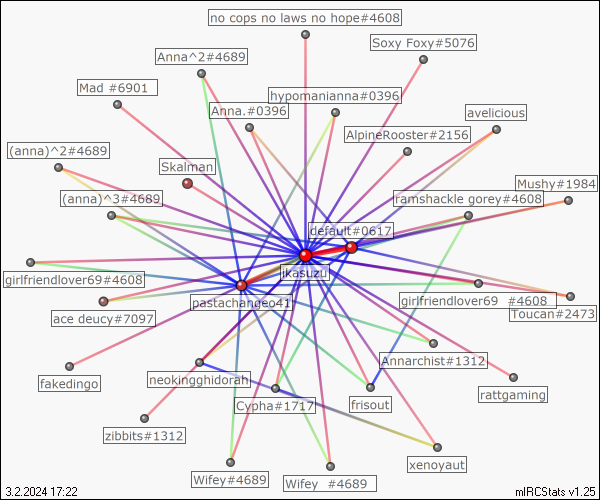 no cops no laws no hope#4608
Soxy Foxy#5076
Anna^2#4689
Mad #6901
hypomanianna#0396
Anna.#0396
avelicious
AlpineRooster#2156
(anna)^2#4689
Skalman
Mushy#1984
(anna)^3#4689
ramshackle gorey#4608
default#0617
jkasuzu
girlfriendlover69#4608
pastachangeo41
girlfriendlover69 #4608
Toucan#2473
ace deucy#7097
Annarchist#1312
fakedingo
neokingghidorah
rattgaming
Cypha#1717
frisout
zibbits#1312
xenoyaut
Wifey#4689
Wifey #4689
3.2.2024 17:22
mIRCStats v1.25